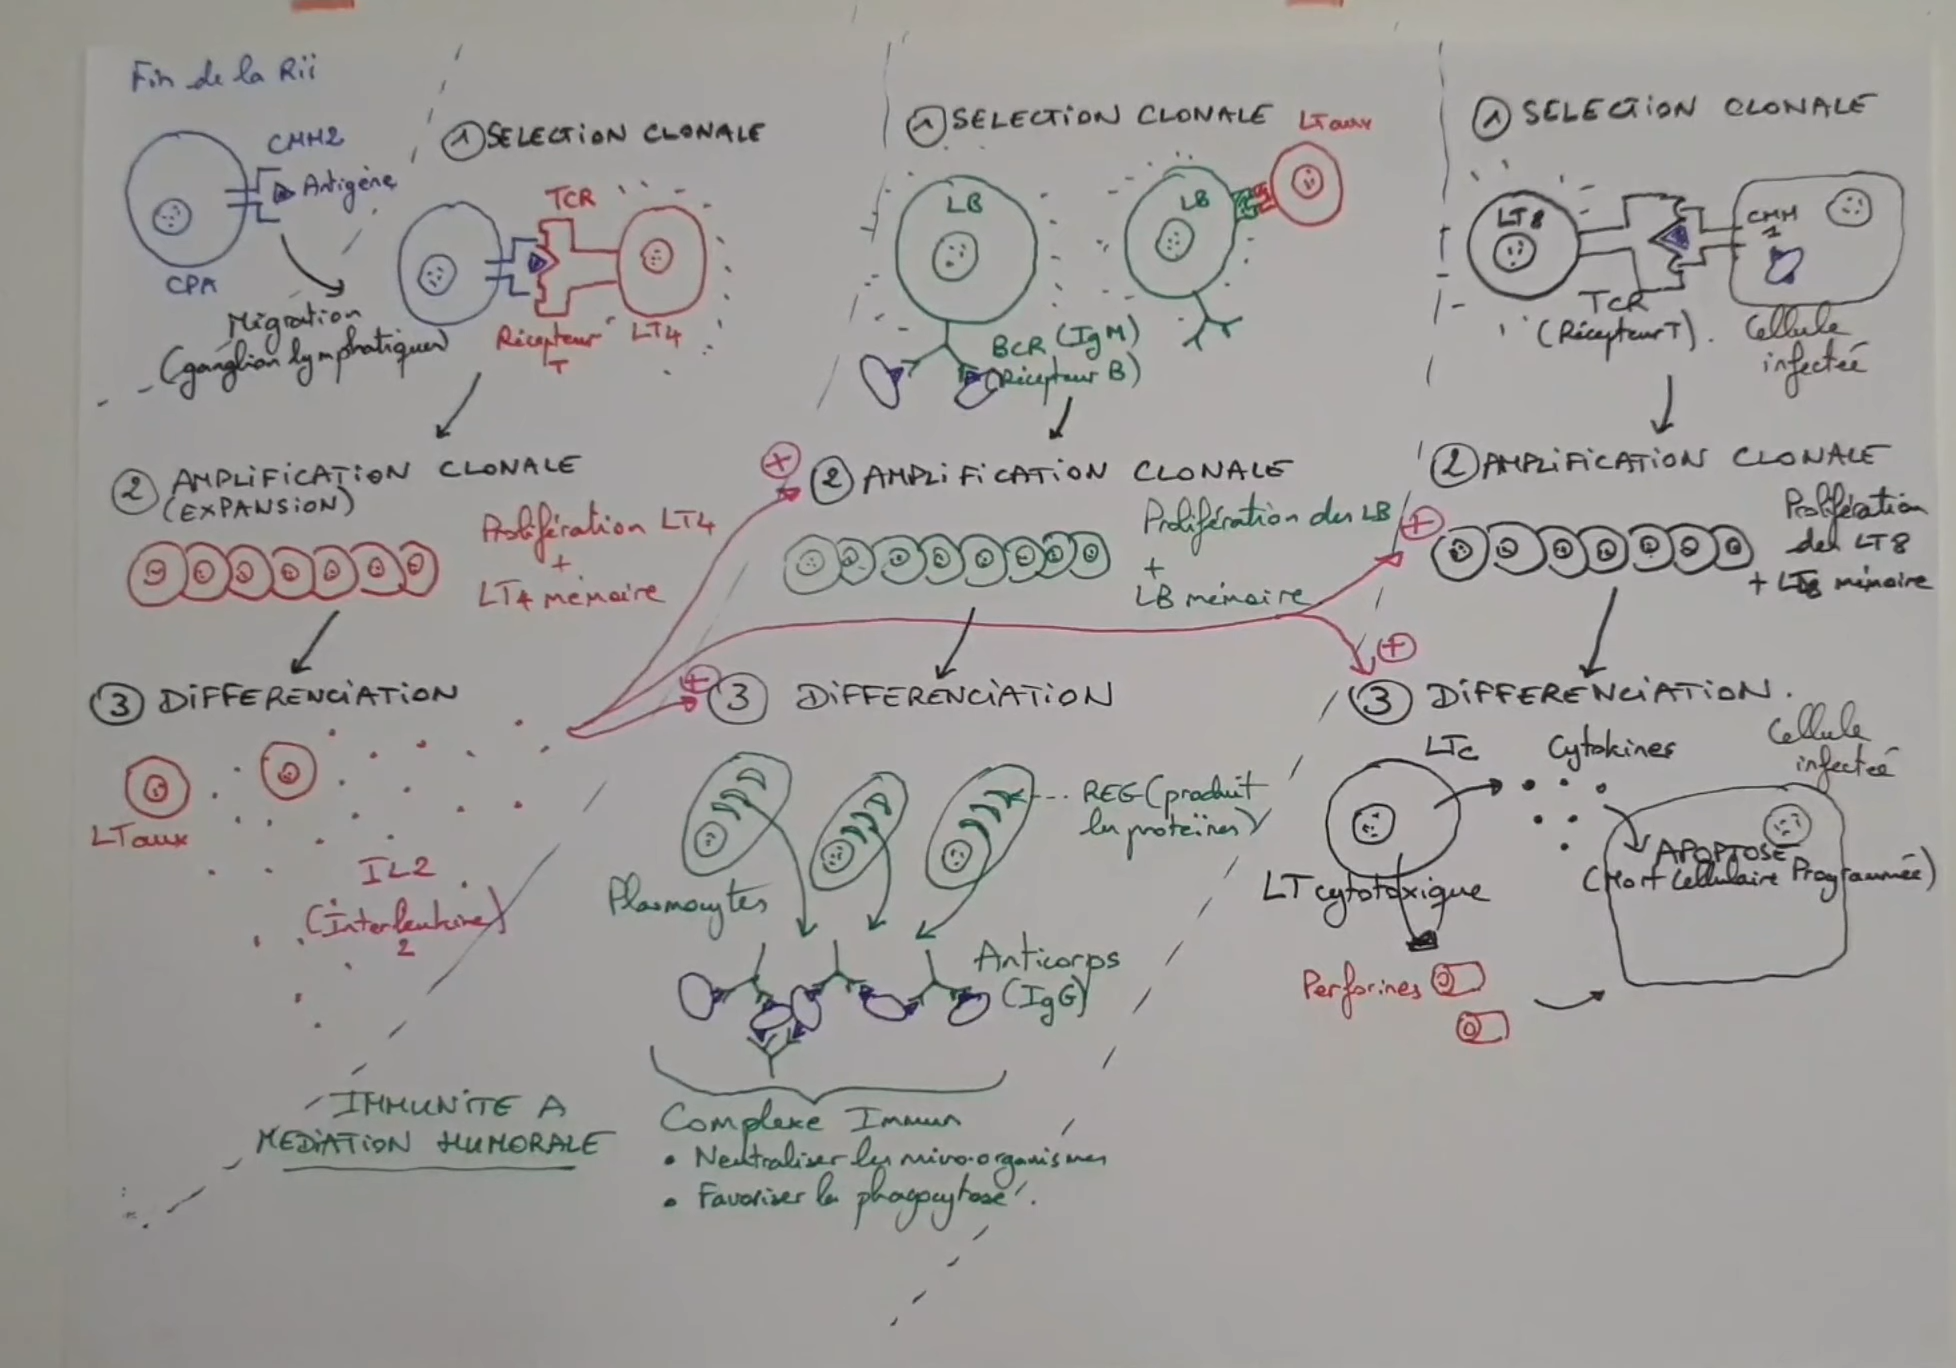 Fin de la Rii
CMH2
Antigène
CPA
Migration
(ganglion lymphatique)
① SELECTION CLONALE
TCR
Récepteur
T
LT4
② AMPLIFICATION CLONALE
(EXPANSION)
Prolifération LT4
+
LT4 mémoire
③ DIFFERENCIATION
LTaux
IL2
(Interleukine)
2
① SELECTION CLONALE
LTaux
LB
LB
BCR (IgM)
(Récepteur B)
+
② AMPLIFICATION CLONALE
Prolifération des LB
+
LB mémoire
+
③ DIFFERENCIATION
REG (produit
les protéines)
Plasmocytes
Anticorps
(IgG)
IMMUNITE A
MEDIATION HUMORALE
Complexe Immun
• Neutraliser les micro-organismes
• Favoriser la phagocytose
① SELECTION CLONALE
LT8
CMH
1
TCR
(Récepteur T).
Cellule
infectée
+
② AMPLIFICATION CLONALE
Prolifération
des LT8
+ LT8 mémoire
+
③ DIFFERENCIATION.
LTc
Cytokines
Cellule
infectée
LT cytotoxique
APOPTOSE
(Mort Cellulaire Programmée)
Perforines